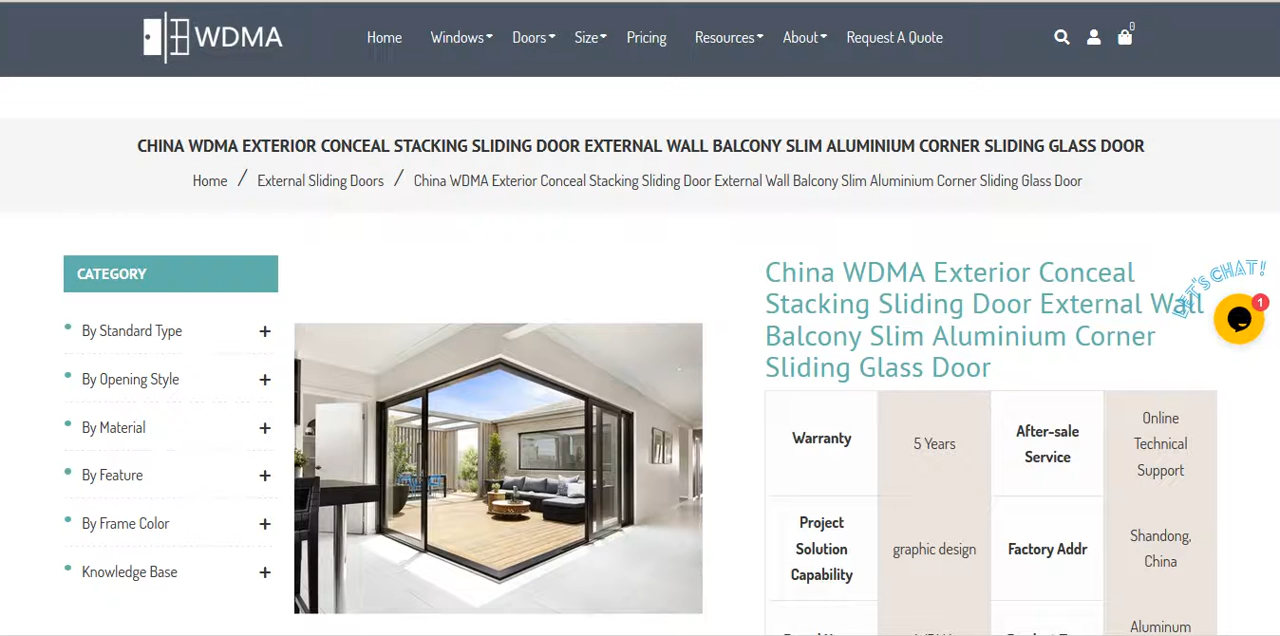 WDMA
Home Windows Doors Size Pricing Resources About Request A Quote
0
CHINA WDMA EXTERIOR CONCEAL STACKING SLIDING DOOR EXTERNAL WALL BALCONY SLIM ALUMINIUM CORNER SLIDING GLASS DOOR
Home / External Sliding Doors / China WDMA Exterior Conceal Stacking Sliding Door External Wall Balcony Slim Aluminium Corner Sliding Glass Door
CATEGORY
By Standard Type +
By Opening Style +
By Material +
By Feature +
By Frame Color +
Knowledge Base +
China WDMA Exterior Conceal
Stacking Sliding Door External Wall
Balcony Slim Aluminium Corner
Sliding Glass Door
LET'S CHAT!
1
Warranty
5 Years
After-sale
Service
Online
Technical
Support
Project
Solution
Capability
graphic design
Factory Addr
Shandong,
China
Aluminum